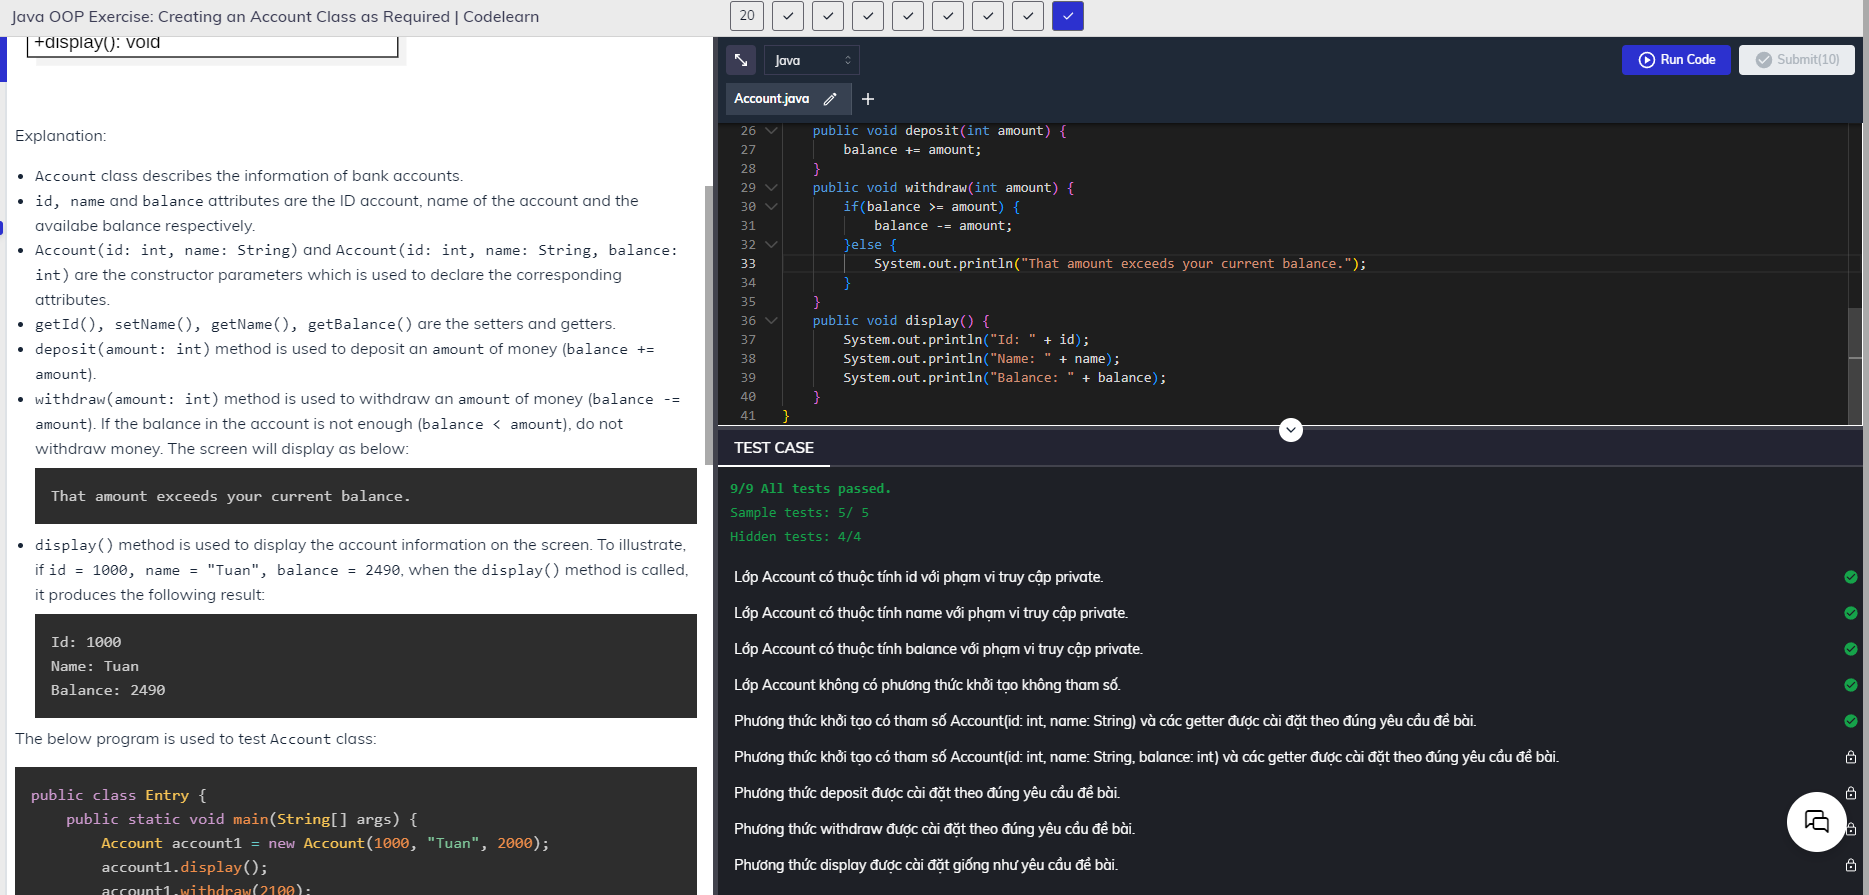 Java OOP Exercise: Creating an Account Class as Required | Codelearn
20
+display(): void
Explanation:
Account class describes the information of bank accounts.
id, name and balance attributes are the ID account, name of the account and the
availabe balance respectively.
Account(id: int, name: String) and Account(id: int, name: String, balance:
int) are the constructor parameters which is used to declare the corresponding
attributes.
getId(), setName(), getName(), getBalance() are the setters and getters.
deposit(amount: int) method is used to deposit an amount of money (balance +=
amount).
withdraw(amount: int) method is used to withdraw an amount of money (balance -=
amount). If the balance in the account is not enough (balance < amount), do not
withdraw money. The screen will display as below:
That amount exceeds your current balance.
display() method is used to display the account information on the screen. To illustrate,
if id = 1000, name = "Tuan", balance = 2490, when the display() method is called,
it produces the following result:
Id: 1000
Name: Tuan
Balance: 2490
The below program is used to test Account class:
public class Entry {
public static void main(String[] args) {
Account account1 = new Account(1000, "Tuan", 2000);
account1.display();
account1.withdraw(2100);
Java
Run Code
Submit(10)
Account.java
26 public void deposit(int amount) {
27 balance += amount;
28 }
29 public void withdraw(int amount) {
30 if(balance >= amount) {
31 balance -= amount;
32 }else {
33 System.out.println("That amount exceeds your current balance.");
34 }
35 }
36 public void display() {
37 System.out.println("Id: " + id);
38 System.out.println("Name: " + name);
39 System.out.println("Balance: " + balance);
40 }
41 }
TEST CASE
9/9 All tests passed.
Sample tests: 5/ 5
Hidden tests: 4/4
Lớp Account có thuộc tính id với phạm vi truy cập private.
Lớp Account có thuộc tính name với phạm vi truy cập private.
Lớp Account có thuộc tính balance với phạm vi truy cập private.
Lớp Account không có phương thức khởi tạo không tham số.
Phương thức khởi tạo có tham số Account(id: int, name: String) và các getter được cài đặt theo đúng yêu cầu đề bài.
Phương thức khởi tạo có tham số Account(id: int, name: String, balance: int) và các getter được cài đặt theo đúng yêu cầu đề bài.
Phương thức deposit được cài đặt theo đúng yêu cầu đề bài.
Phương thức withdraw được cài đặt theo đúng yêu cầu đề bài.
Phương thức display được cài đặt giống như yêu cầu đề bài.